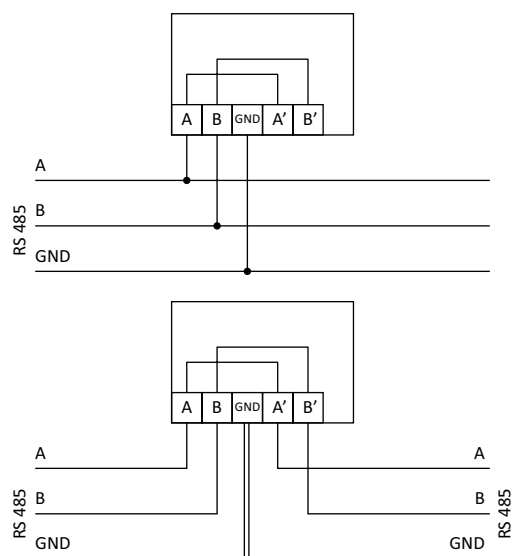 A B GND A’ B’
A
B
GND
RS 485
A B GND A’ B’
A A
B B
GND GND
RS 485 RS 485